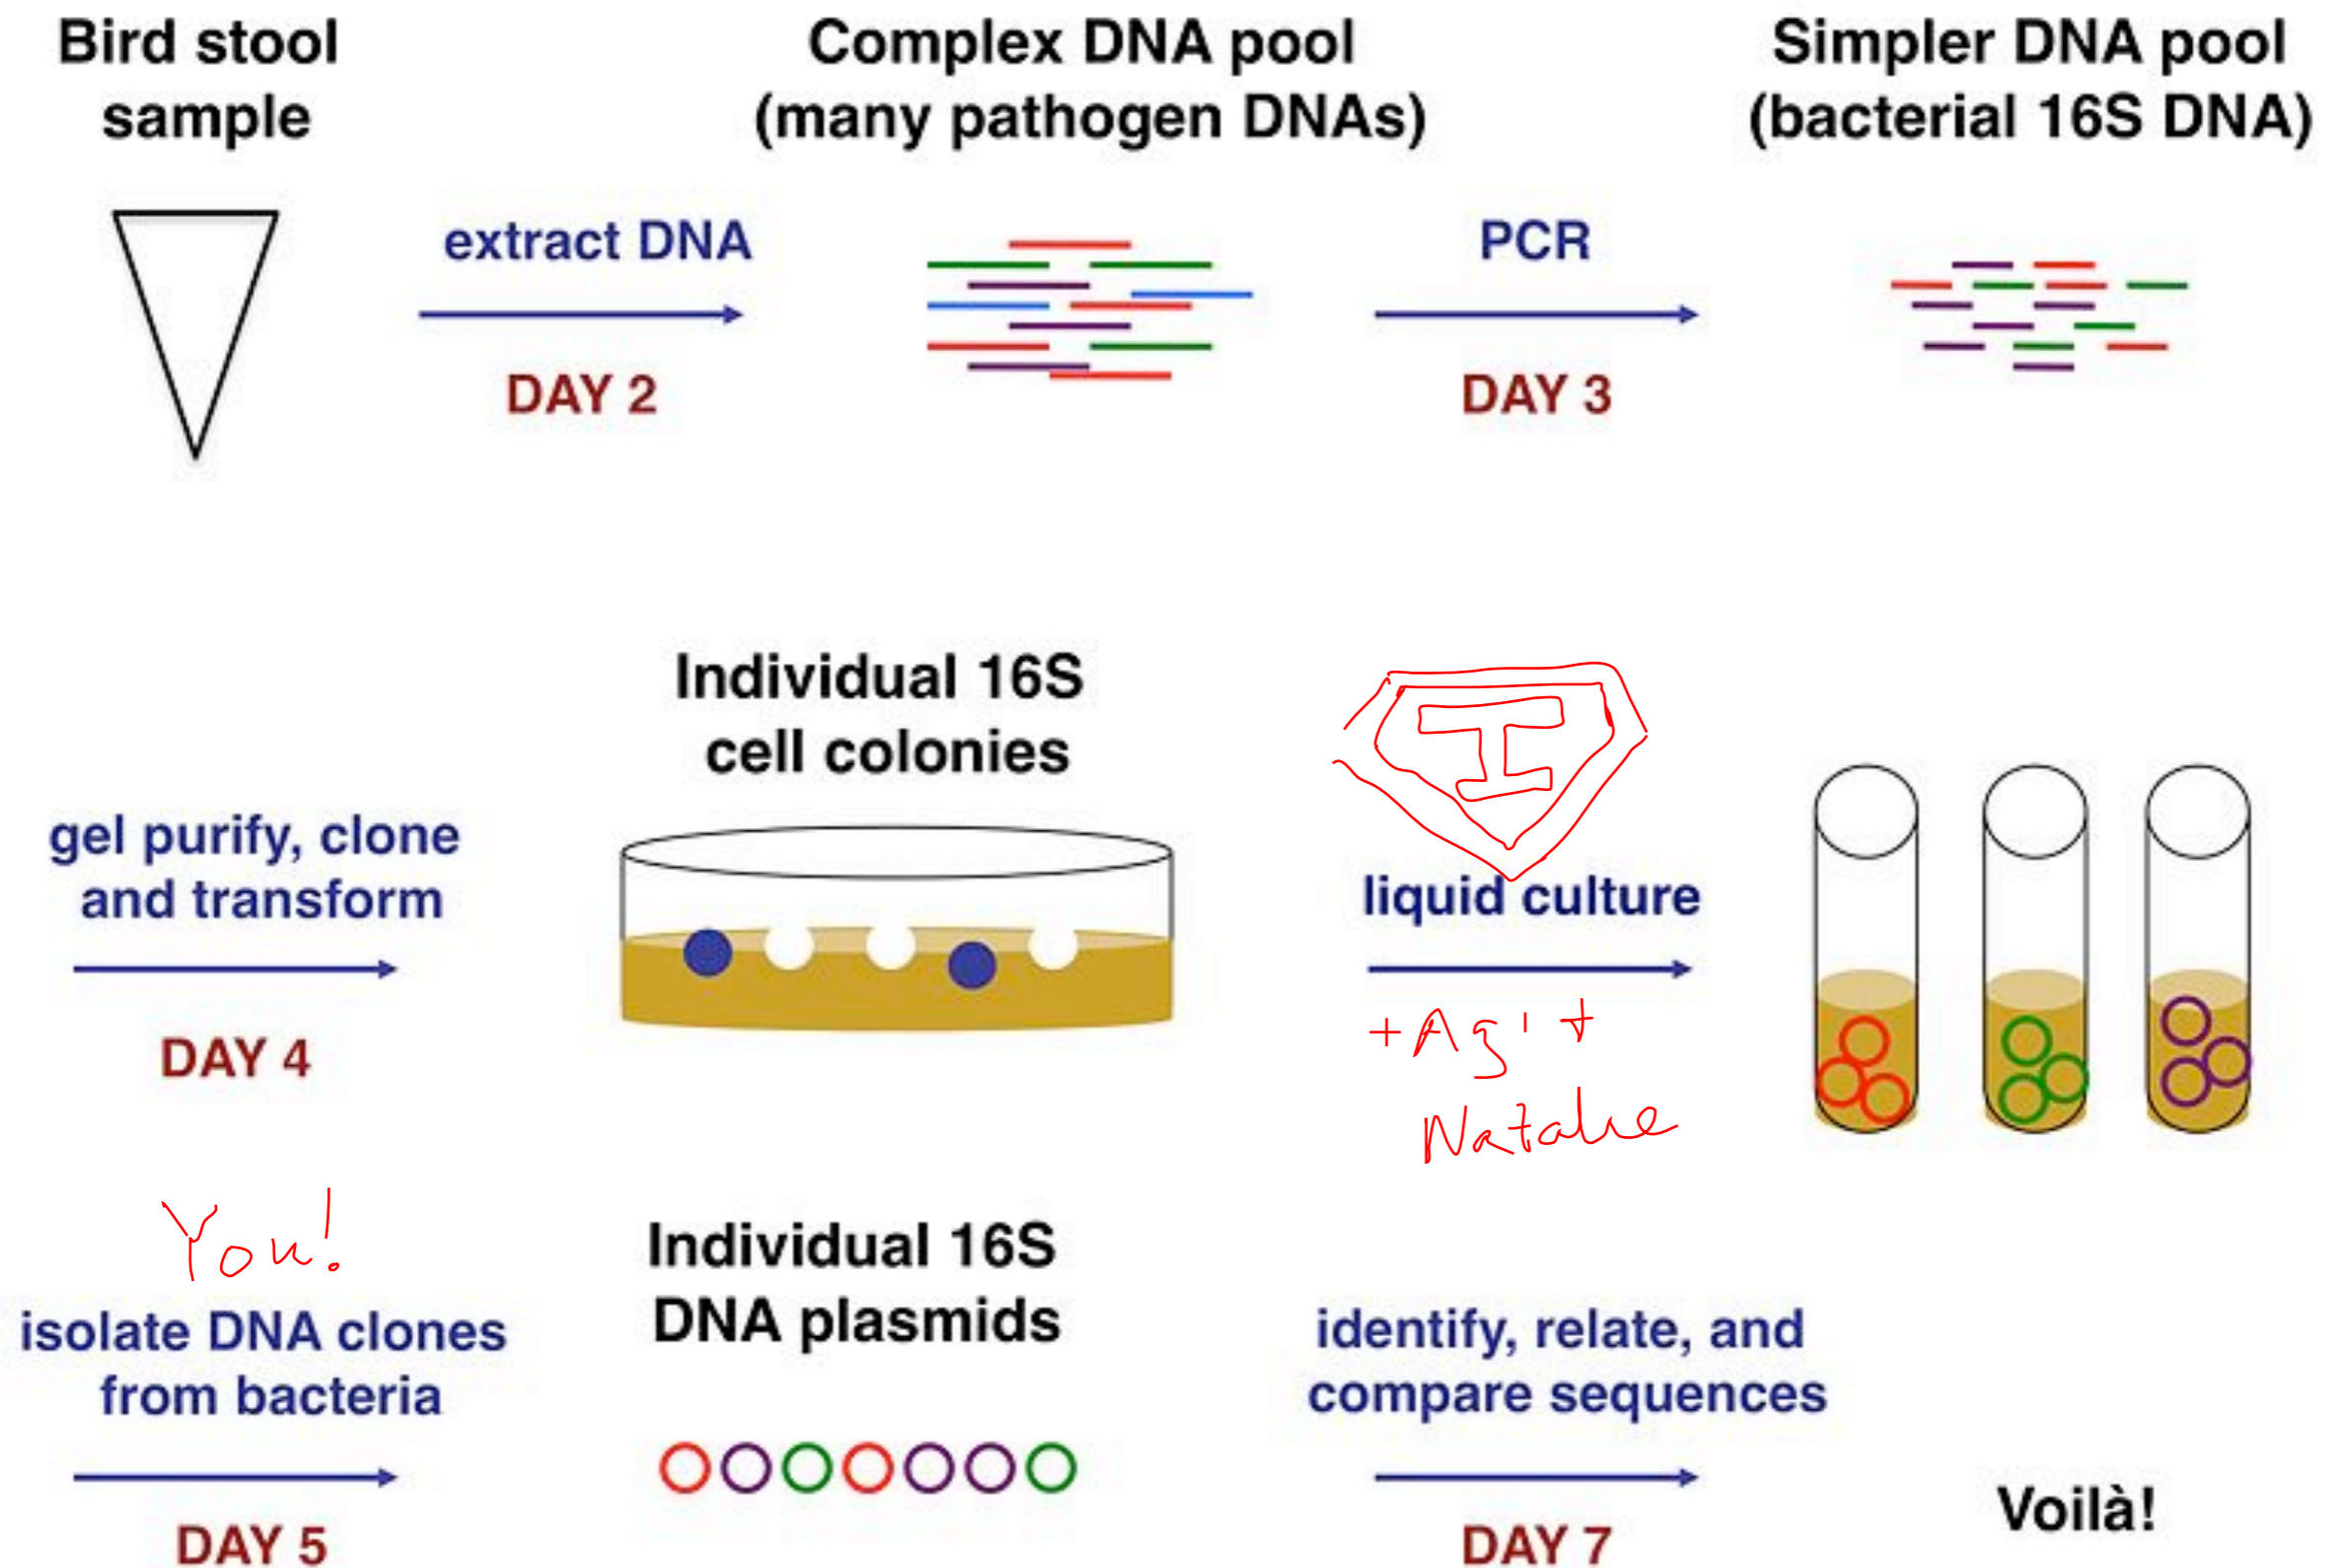 Bird stool
sample
Complex DNA pool
(many pathogen DNAs)
Simpler DNA pool
(bacterial 16S DNA)
extract DNA
DAY 2
PCR
DAY 3
gel purify, clone
and transform
DAY 4
Individual 16S
cell colonies
I
liquid culture
Natalie
You!
isolate DNA clones
from bacteria
DAY 5
Individual 16S
DNA plasmids
identify, relate, and
compare sequences
DAY 7
Voilà!